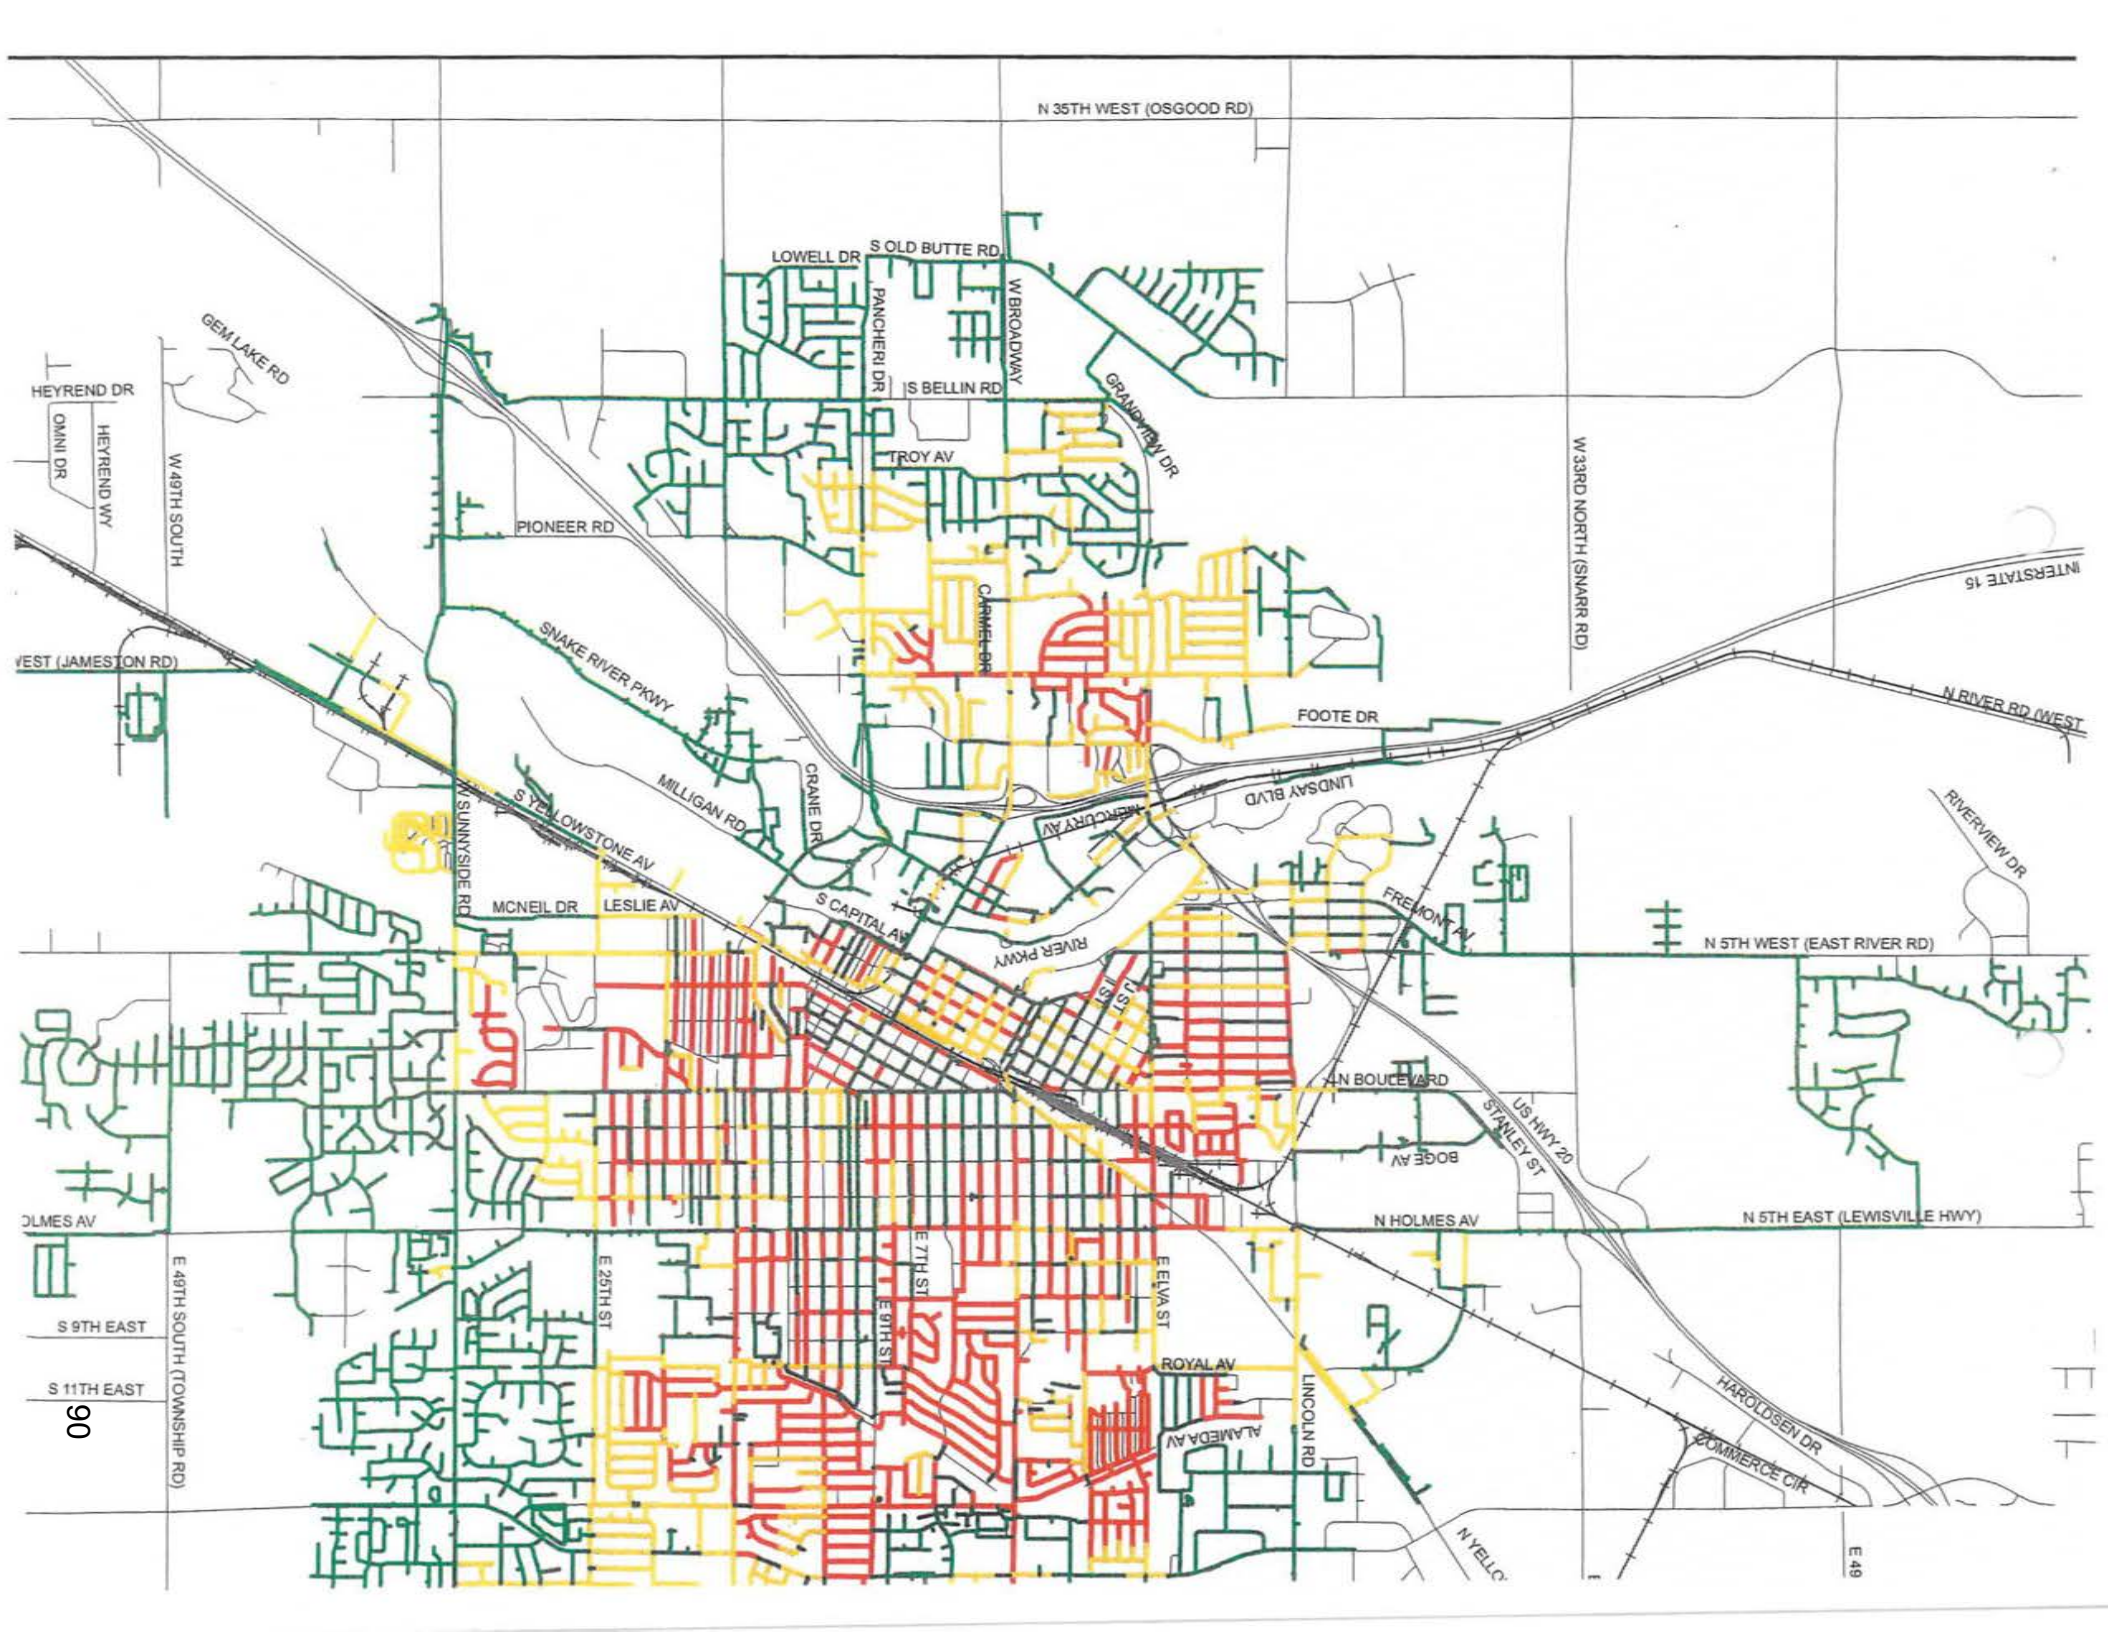 N 35TH WEST (OSGOOD RD)
S OLD BUTTE RD
LOWELL DR
PANCHERI DR
W BROADWAY
GEM LAKE RD
HEYREND DR
S BELLIN RD
GRANDVIEW DR
OMNI DR
HEYREND WY
W 49TH SOUTH
TROY AV
W 33RD NORTH (SNARR RD)
PIONEER RD
INTERSTATE 15
CARMEL DR
SNAKE RIVER PKWY
WEST (JAMESTON RD)
N RIVER RD (WEST
FOOTE DR
LINDSAY BLVD
MILLIGAN RD
CRANE DR
MERCURY AV
W SUNNYSIDE RD
S YELLOWSTONE AV
RIVERVIEW DR
MCNEIL DR
LESLIE AV
S CAPITAL AV
FREMONT AV
RIVER PKWY
N 5TH WEST (EAST RIVER RD)
I ST
J ST
N BOULEVARD
STANLEY ST
US HWY 20
BOGE AV
OLMES AV
N HOLMES AV
N 5TH EAST (LEWISVILLE HWY)
E 49TH SOUTH (TOWNSHIP RD)
E 25TH ST
E 7TH ST
E 9TH ST
E ELVA ST
S 9TH EAST
ROYAL AV
S 11TH EAST
LINCOLN RD
HAROLDSEN DR
90
ALAMEDA AV
COMMERCE CIR
N YELLO
E 49